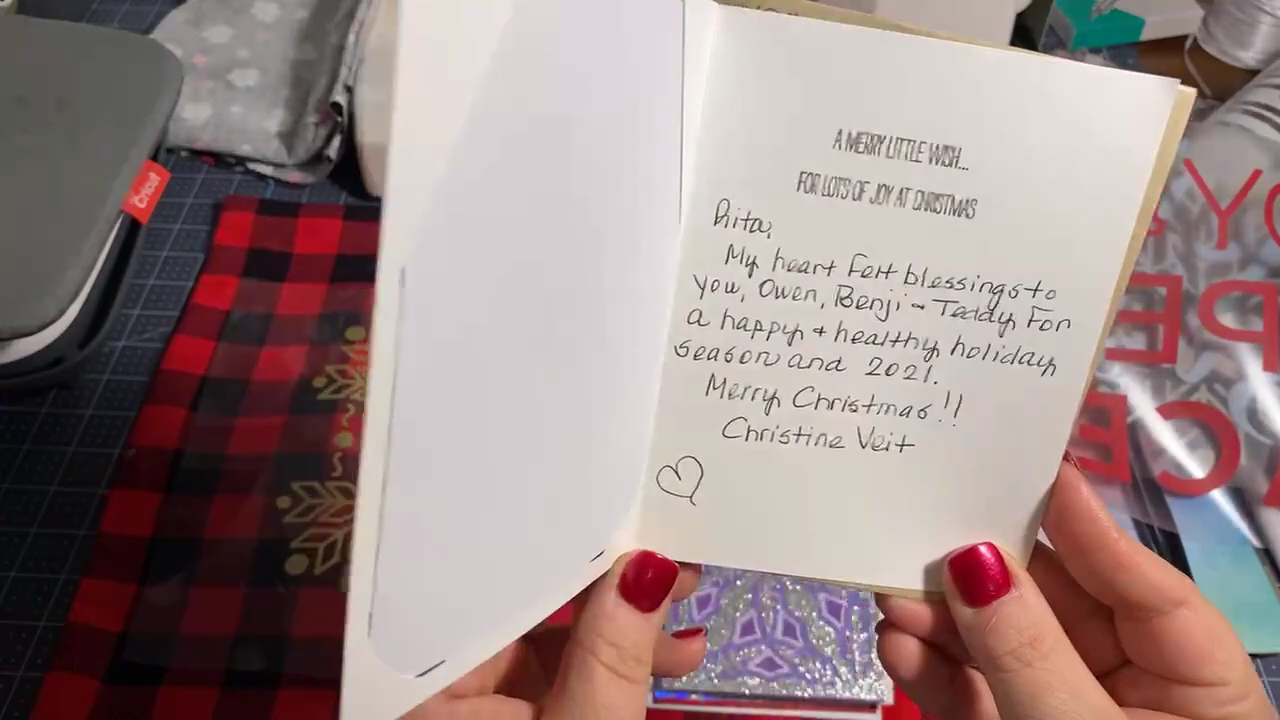 A MERRY LITTLE WISH...
FOR LOTS OF JOY AT CHRISTMAS
Rita,
My heart felt blessings to
you, Owen, Benji + Teddy For
a happy + healthy holiday
season and 2021.
Merry Christmas!!
Christine Veit
cricut